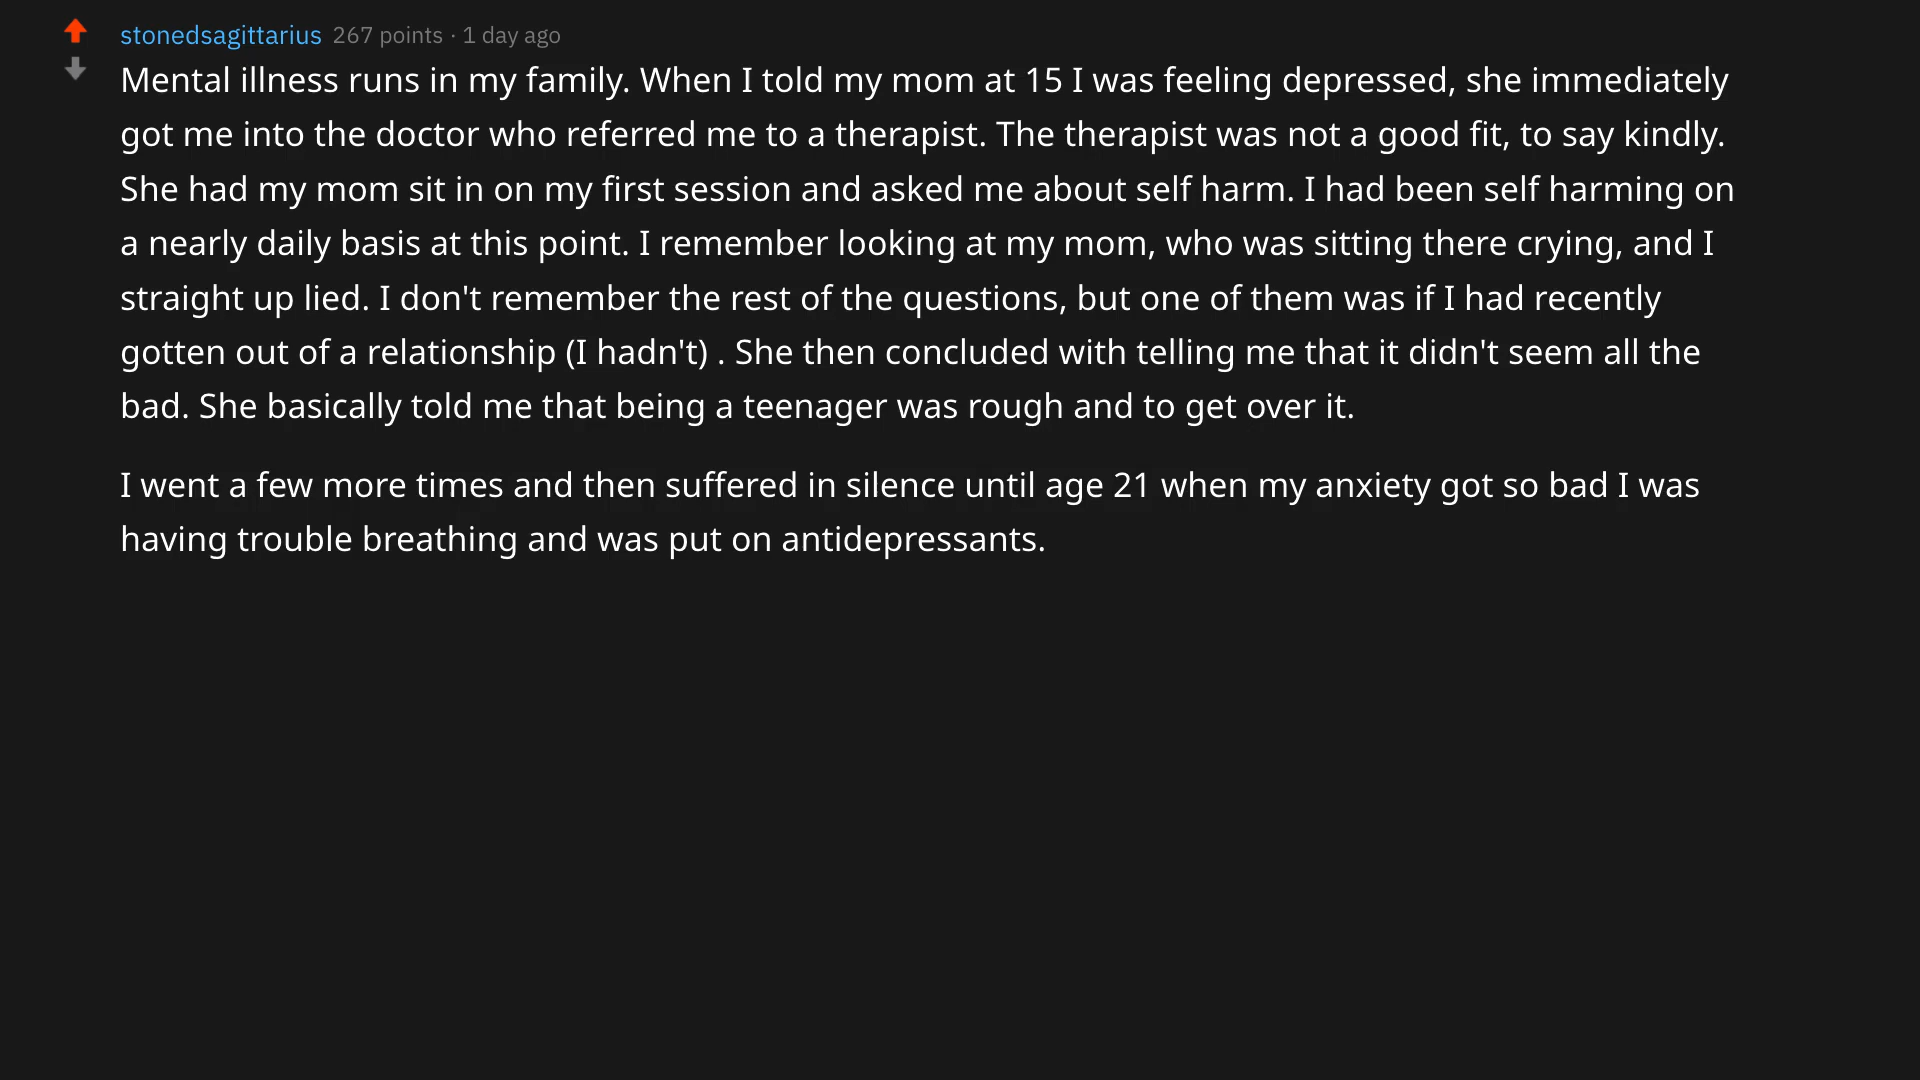 stonedsagittarius 267 points · 1 day ago
Mental illness runs in my family. When I told my mom at 15 I was feeling depressed, she immediately
got me into the doctor who referred me to a therapist. The therapist was not a good fit, to say kindly.
She had my mom sit in on my first session and asked me about self harm. I had been self harming on
a nearly daily basis at this point. I remember looking at my mom, who was sitting there crying, and I
straight up lied. I don't remember the rest of the questions, but one of them was if I had recently
gotten out of a relationship (I hadn't) . She then concluded with telling me that it didn't seem all the
bad. She basically told me that being a teenager was rough and to get over it.
I went a few more times and then suffered in silence until age 21 when my anxiety got so bad I was
having trouble breathing and was put on antidepressants.